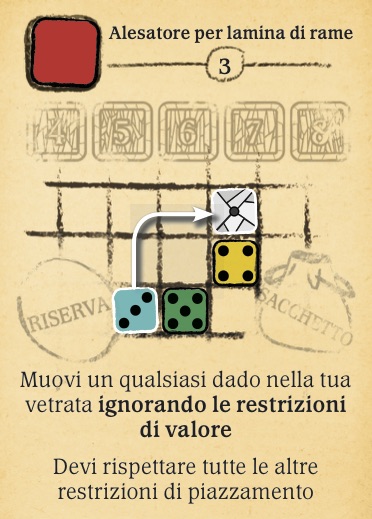 Alesatore per lamina di rame
3
4 5 6 7 8
RISERVA
SACCHETTO
Muovi un qualsiasi dado nella tua
vetrata ignorando le restrizioni
di valore
Devi rispettare tutte le altre
restrizioni di piazzamento